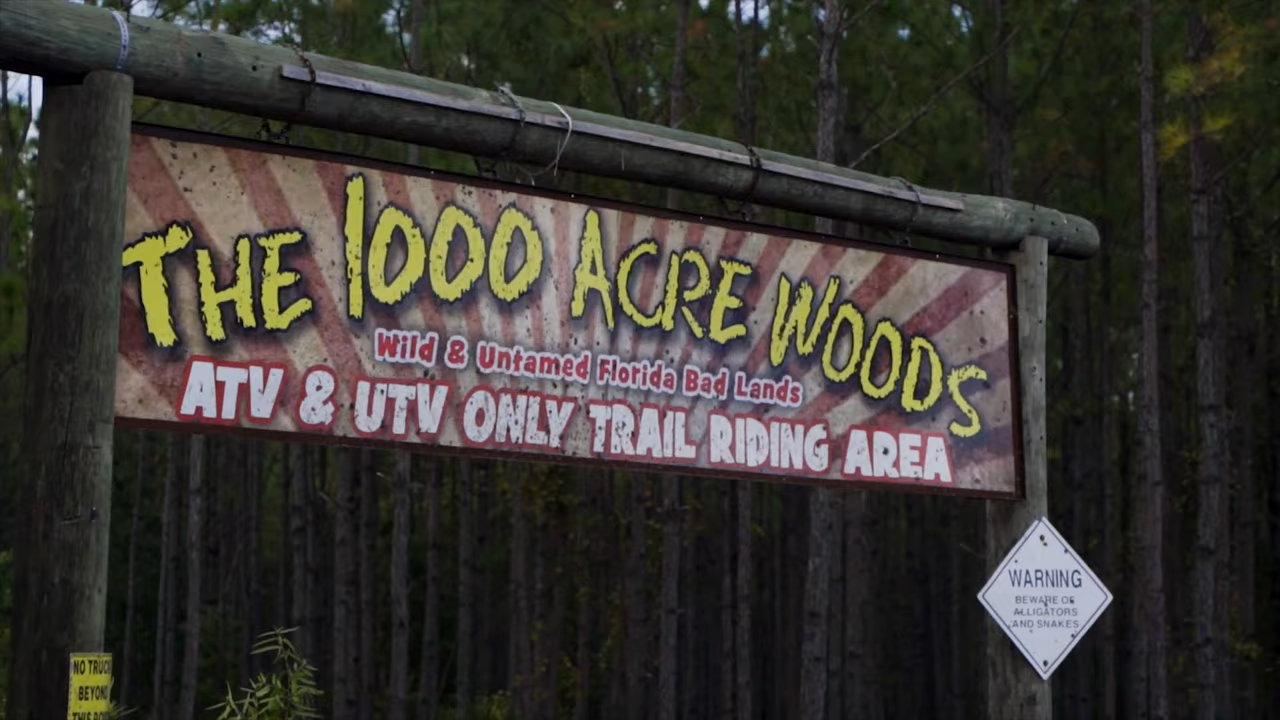 THE 1000 ACRE WOODS
Wild & Untamed Florida Bad Lands
ATV & UTV ONLY TRAIL RIDING AREA
WARNING
BEWARE OF
ALLIGATORS
AND SNAKES
NO TRUCK
BEYOND
THIS